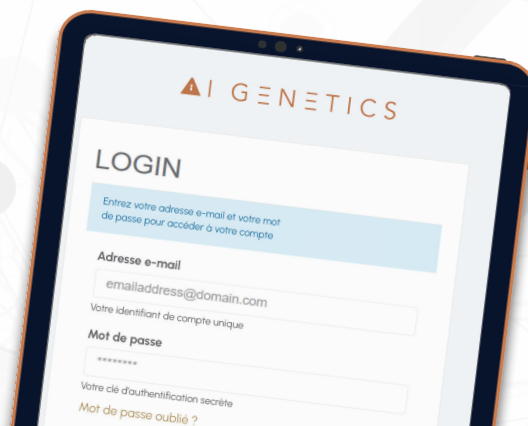 AI GENETICS
LOGIN
Entrez votre adresse e-mail et votre mot
de passe pour accéder à votre compte
Adresse e-mail
emailaddress@domain.com
Votre identifiant de compte unique
Mot de passe
********
Votre clé d'authentification secrète
Mot de passe oublié ?